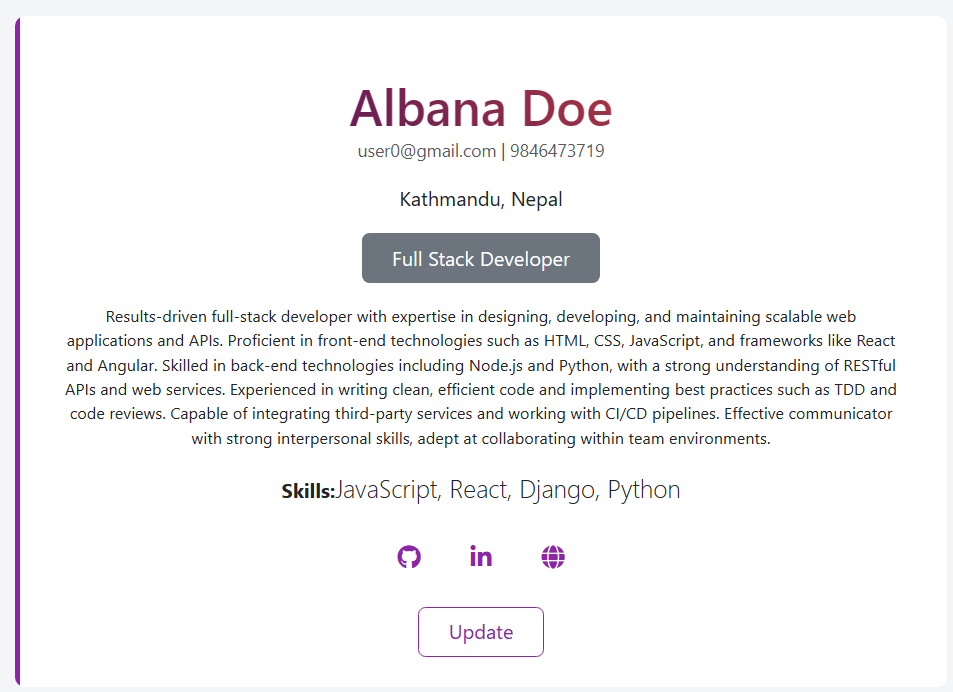 Albana Doe
user0@gmail.com | 9846473719
Kathmandu, Nepal
Full Stack Developer
Results-driven full-stack developer with expertise in designing, developing, and maintaining scalable web
applications and APIs. Proficient in front-end technologies such as HTML, CSS, JavaScript, and frameworks like React
and Angular. Skilled in back-end technologies including Node.js and Python, with a strong understanding of RESTful
APIs and web services. Experienced in writing clean, efficient code and implementing best practices such as TDD and
code reviews. Capable of integrating third-party services and working with CI/CD pipelines. Effective communicator
with strong interpersonal skills, adept at collaborating within team environments.
Skills:JavaScript, React, Django, Python
in
Update